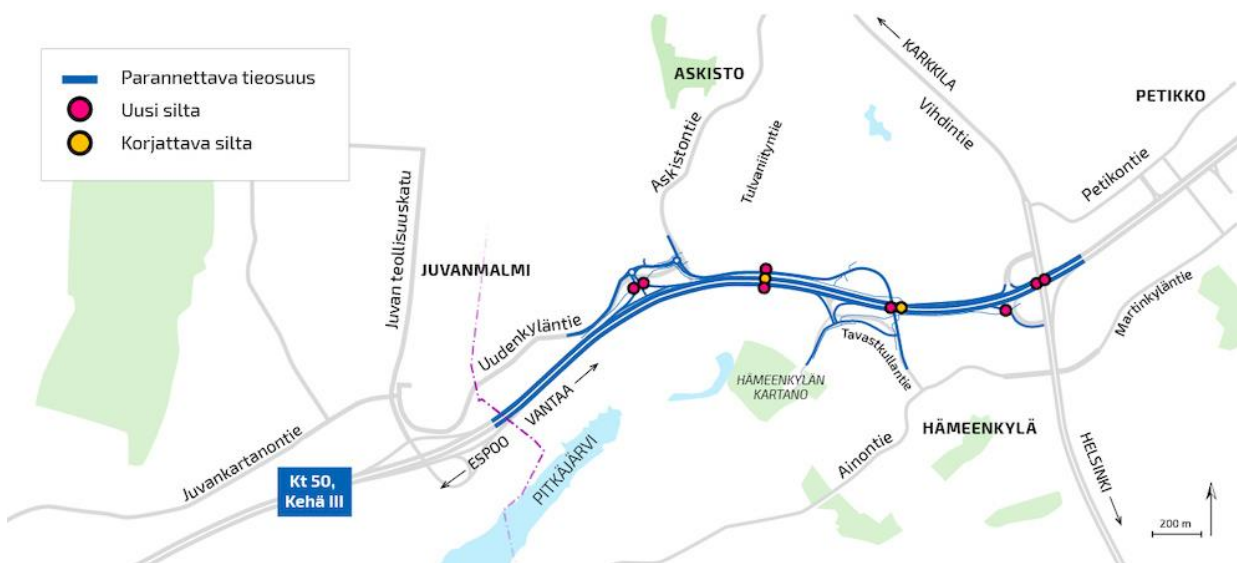 Parannettava tieosuus
Uusi silta
Korjattava silta
ASKISTO
KARKKILA
PETIKKO
Vihdintie
Askistontie
Tulvaniityntie
Petikontie
Juvan teollisuuskatu
JUVANMALMI
Uudenkyläntie
Martinkyläntie
Tavastkullantie
HÄMEENKYLÄN
KARTANO
VANTAA
ESPOO
HÄMEENKYLÄ
Juvankartanontie
Kt 50,
Kehä III
PITKÄJÄRVI
Ainontie
HELSINKI
200 m